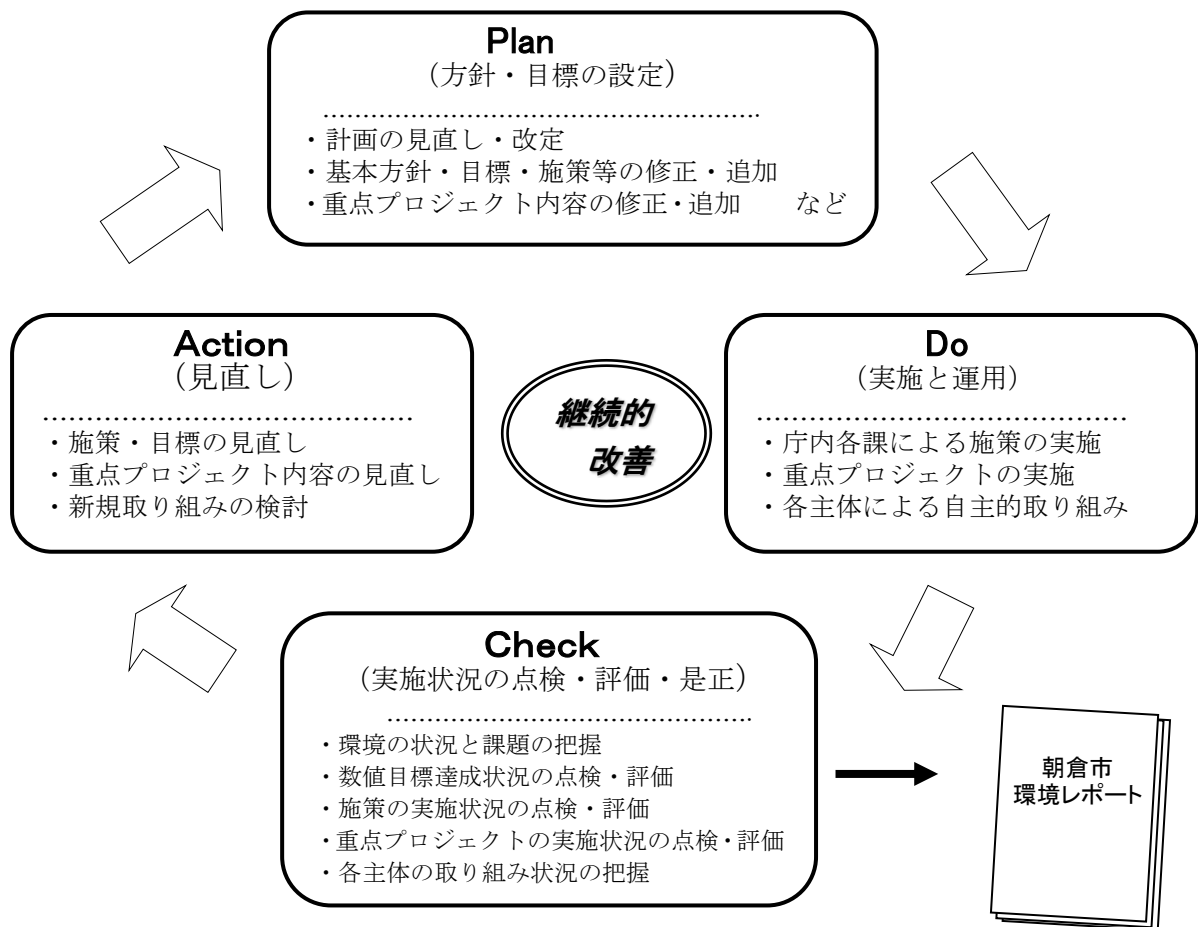 Plan
（方針・目標の設定）
・計画の見直し・改定
・基本方針・目標・施策等の修正・追加
・重点プロジェクト内容の修正・追加　　など
Action
（見直し）
・施策・目標の見直し
・重点プロジェクト内容の見直し
・新規取り組みの検討
継続的
改善
Do
（実施と運用）
・庁内各課による施策の実施
・重点プロジェクトの実施
・各主体による自主的取り組み
Check
（実施状況の点検・評価・是正）
・環境の状況と課題の把握
・数値目標達成状況の点検・評価
・施策の実施状況の点検・評価
・重点プロジェクトの実施状況の点検・評価
・各主体の取り組み状況の把握
朝倉市
環境レポート